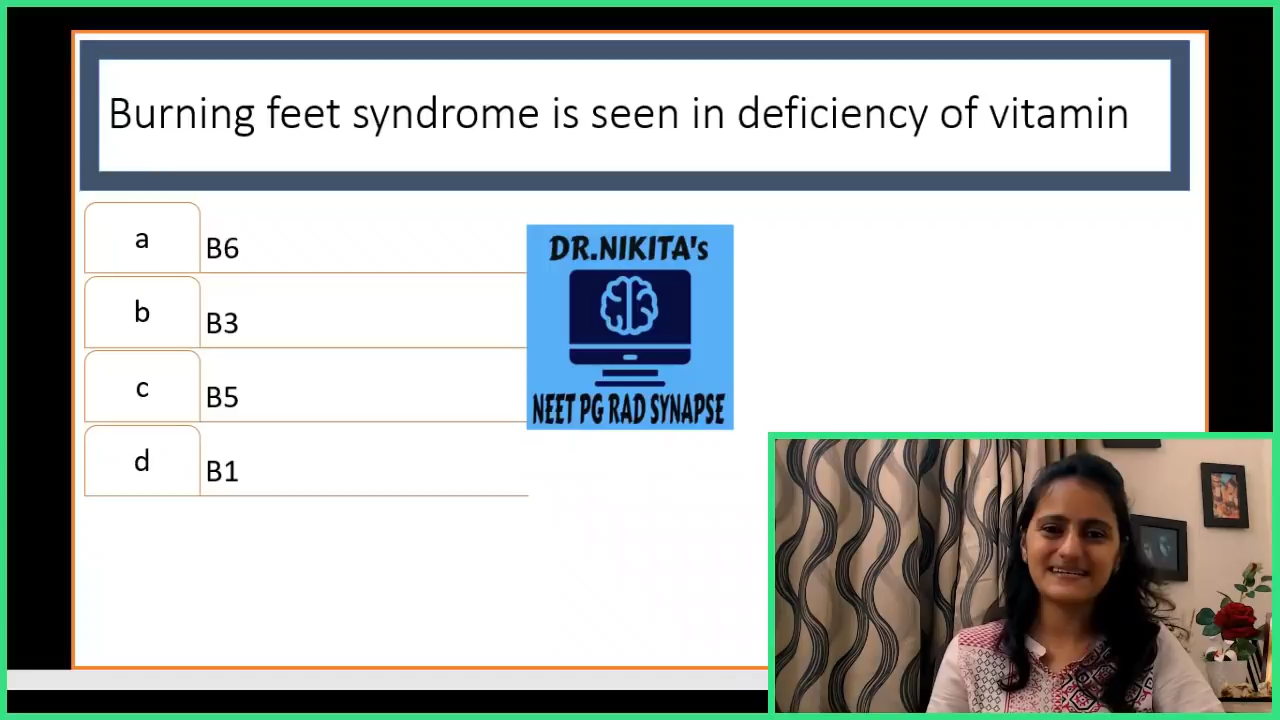 Burning feet syndrome is seen in deficiency of vitamin
a B6
b B3
c B5
d B1
DR.NIKITA's
NEET PG RAD SYNAPSE